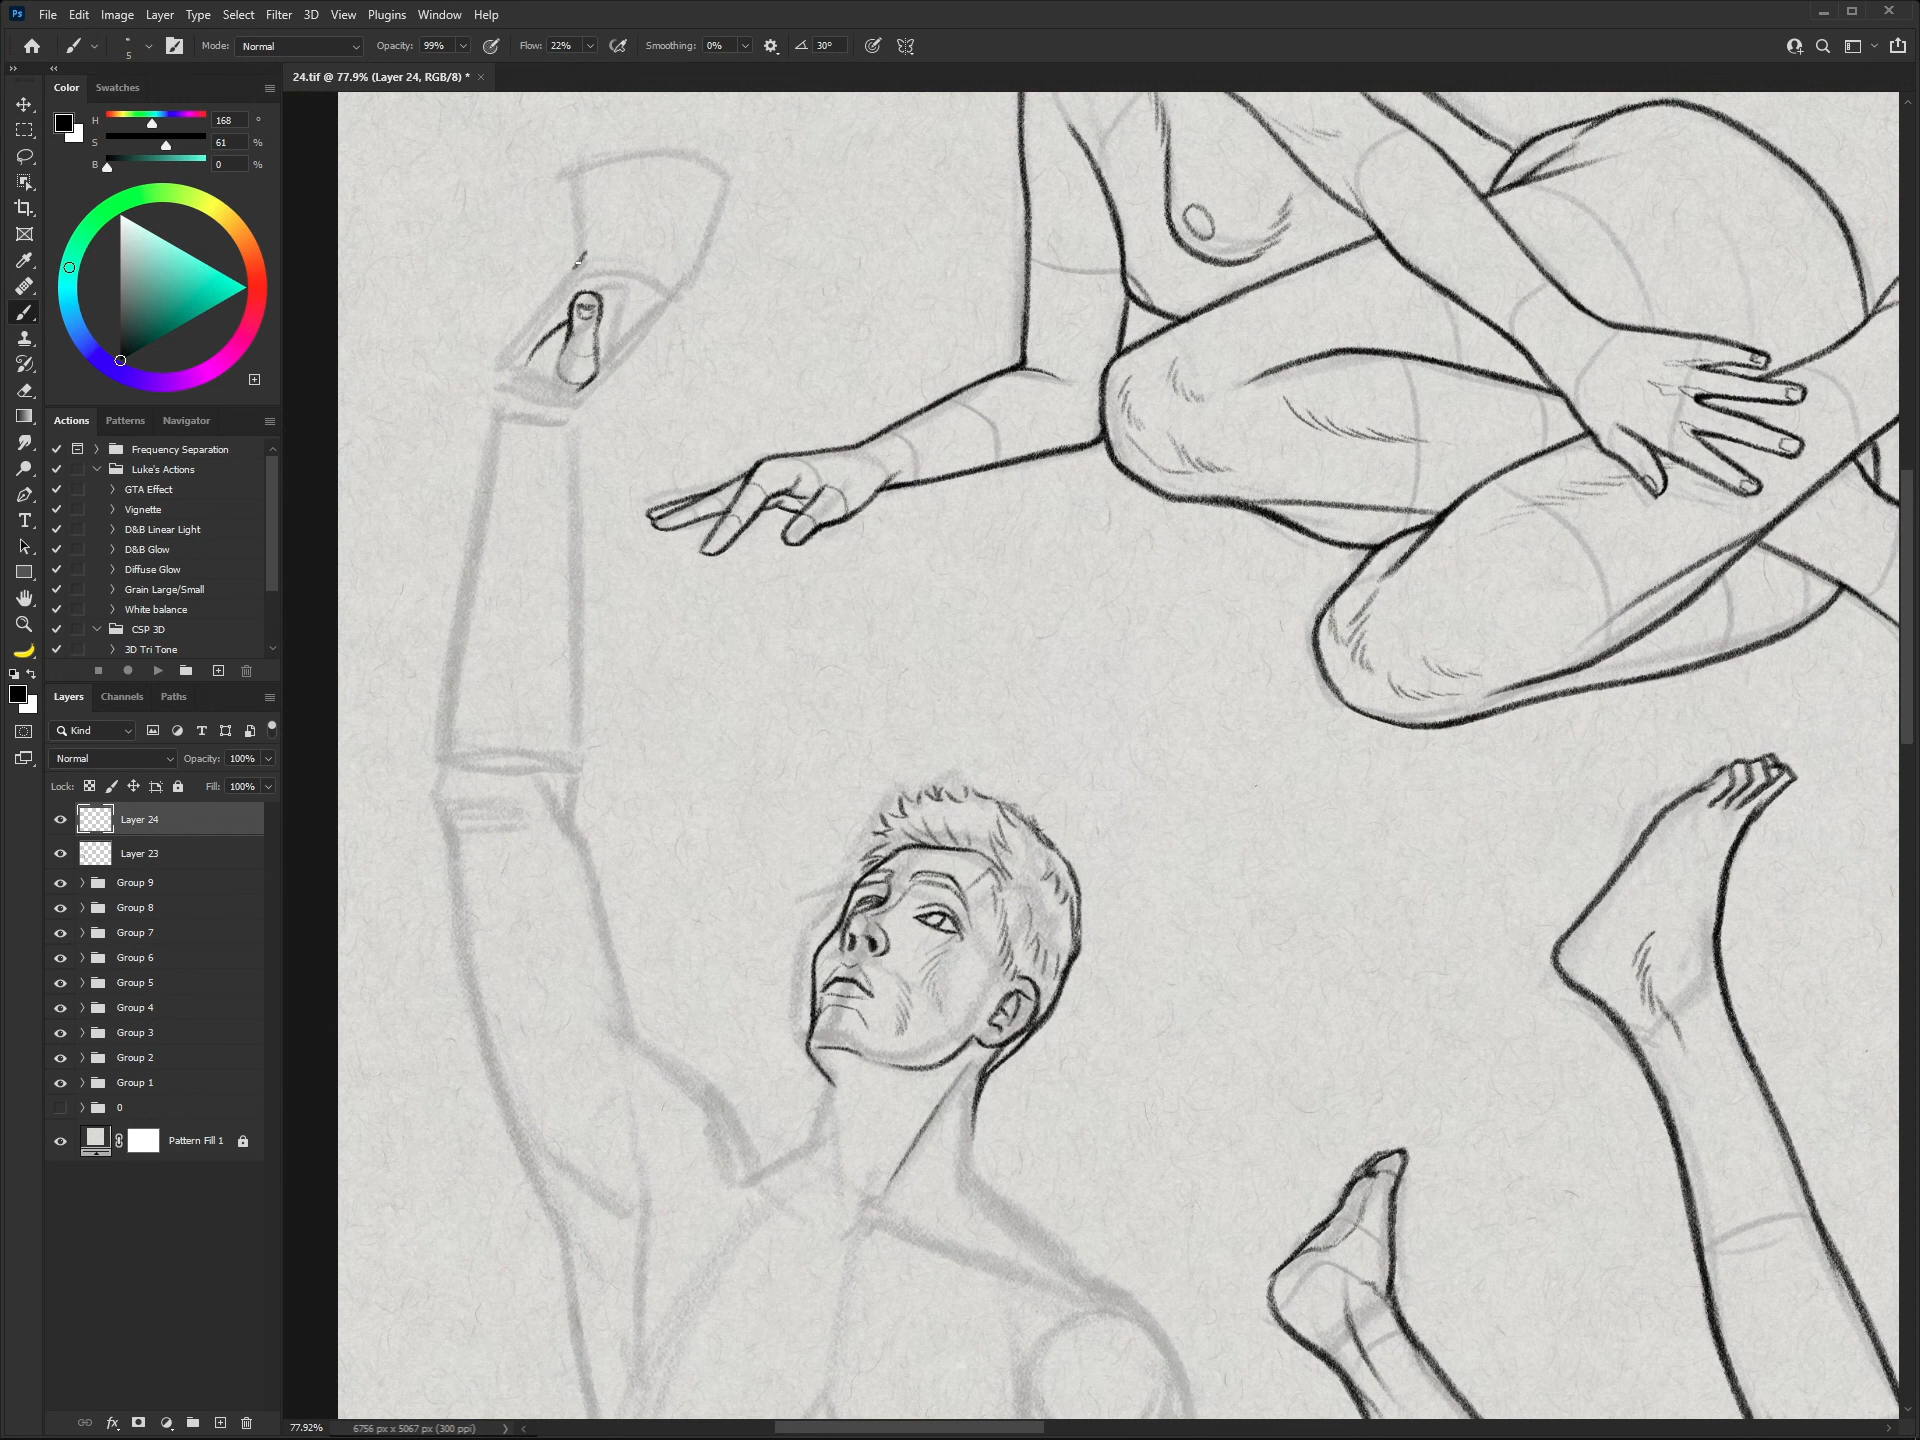 Ps File Edit Image Layer Type Select Filter 3D View Plugins Window Help
5 Mode: Normal Opacity: 99% Flow: 22% Smoothing: 0% 30°
24.tif @ 77.9% (Layer 24, RGB/8) *
Color Swatches
H 168 °
S 61 %
B 0 %
Actions Patterns Navigator
Frequency Separation
Luke's Actions
GTA Effect
Vignette
D&B Linear Light
D&B Glow
Diffuse Glow
Grain Large/Small
White balance
CSP 3D
3D Tri Tone
Layers Channels Paths
Kind
Normal Opacity: 100%
Lock: Fill: 100%
Layer 24
Layer 23
Group 9
Group 8
Group 7
Group 6
Group 5
Group 4
Group 3
Group 2
Group 1
0
Pattern Fill 1
fx
77.92% 6756 px x 5067 px (300 ppi)